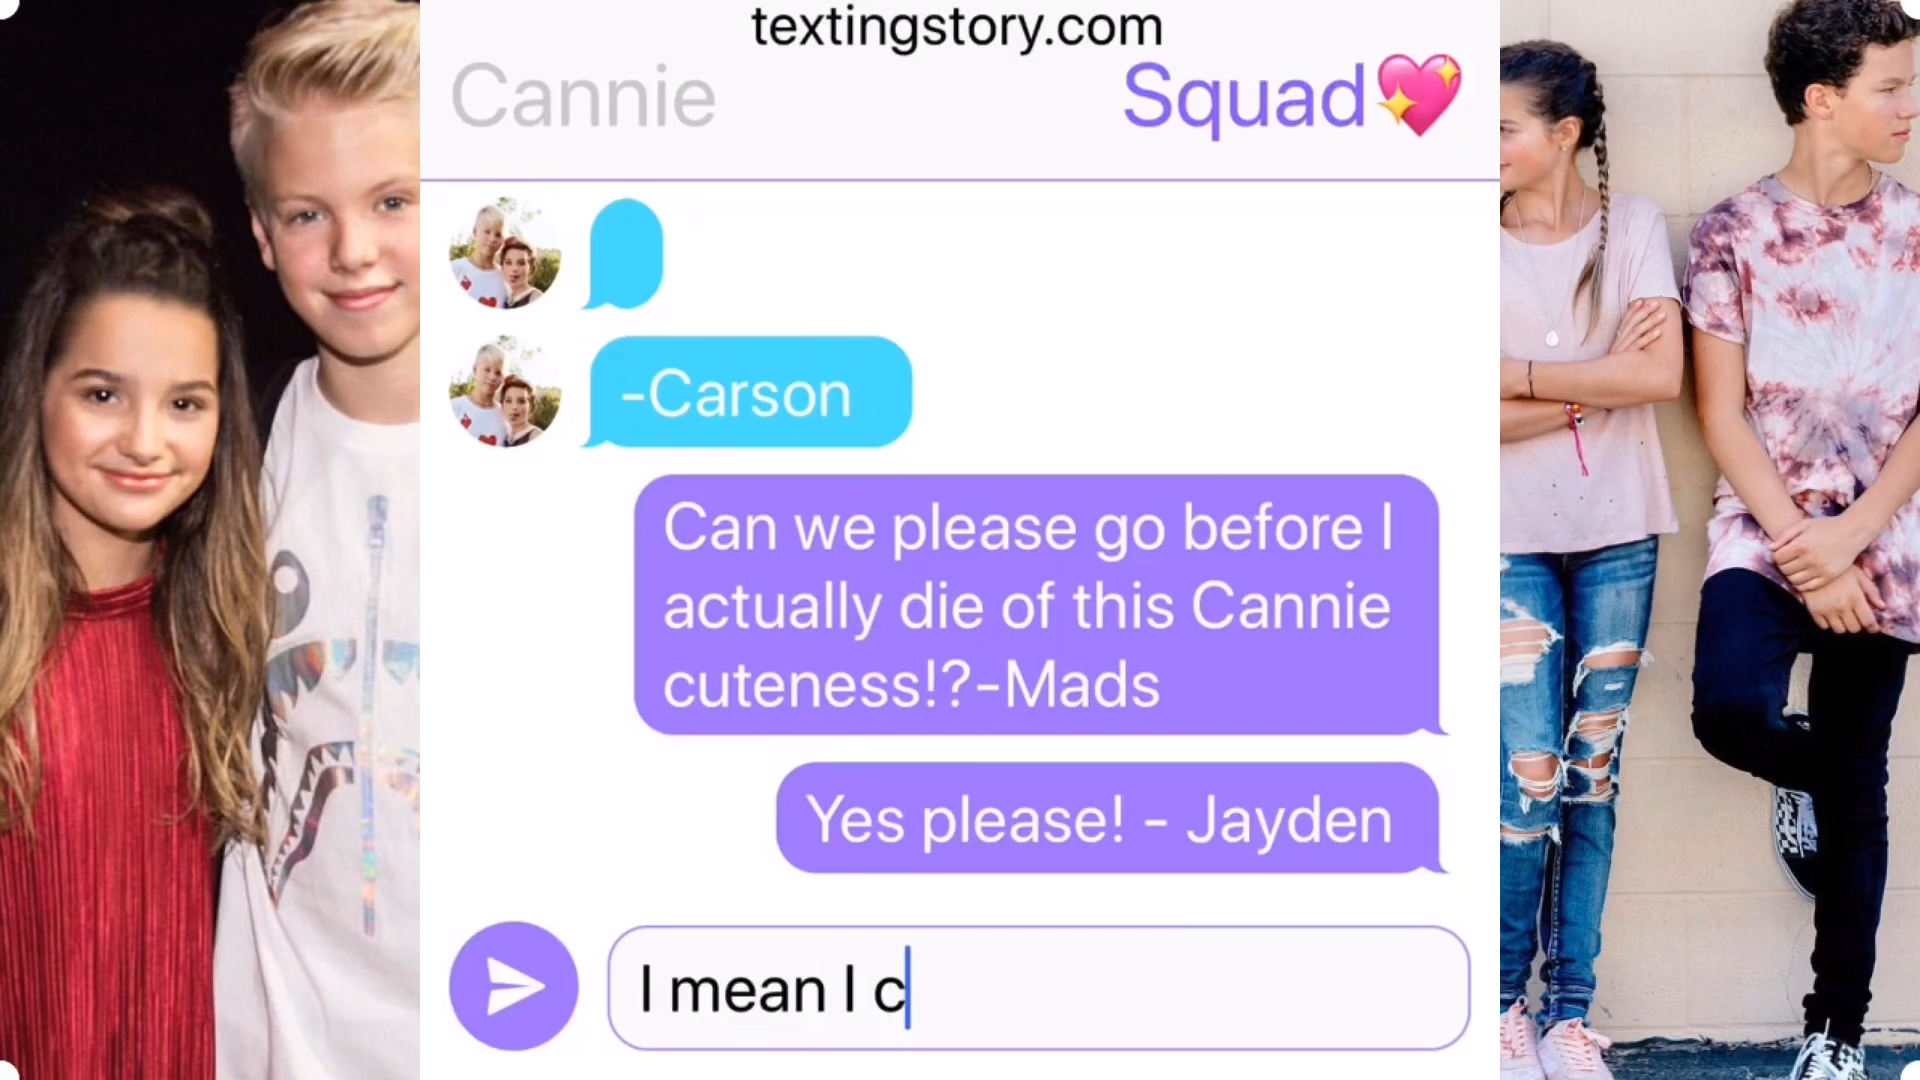 textingstory.com
Cannie
Squad💖
-Carson
Can we please go before I
actually die of this Cannie
cuteness!?-Mads
Yes please! - Jayden
I mean I c